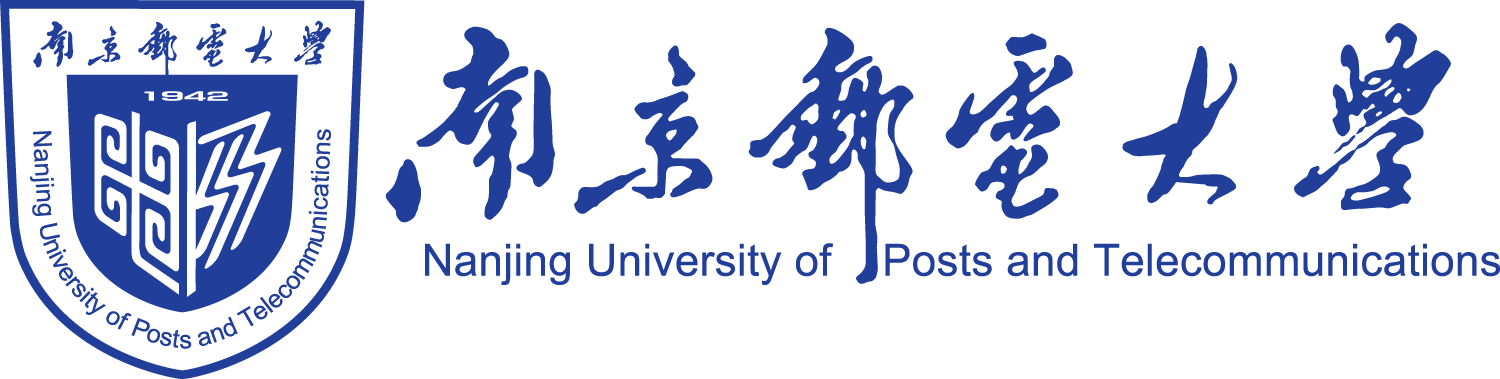 南京郵電大學
1942
Nanjing University of Posts and Telecommunications
南京郵電大學
Nanjing University of Posts and Telecommunications